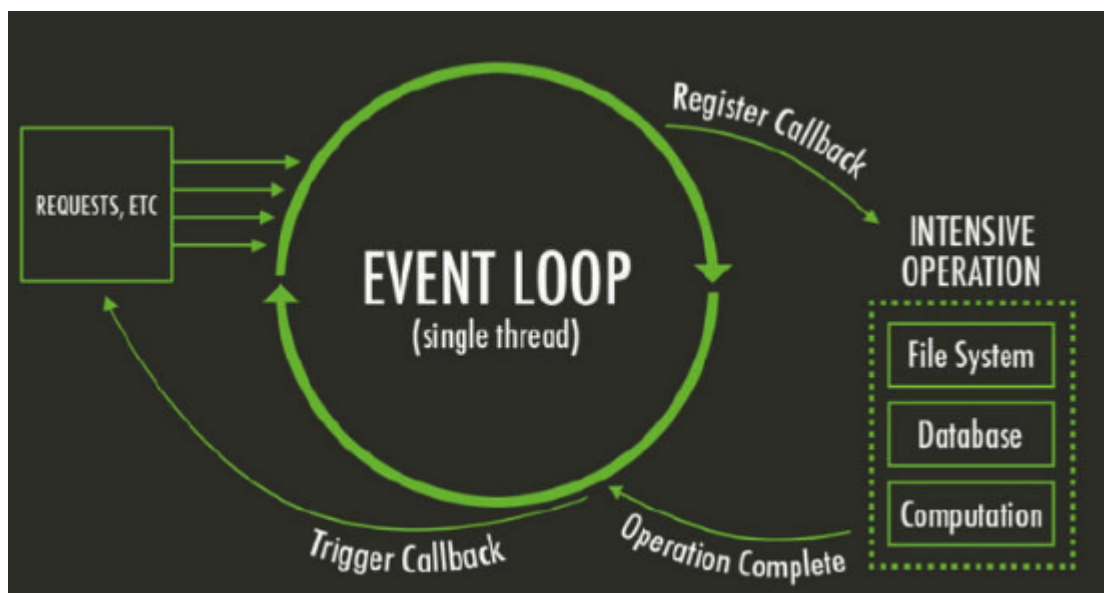 REQUESTS, ETC
EVENT LOOP
(single thread)
Register Callback
INTENSIVE
OPERATION
File System
Database
Computation
Operation Complete
Trigger Callback